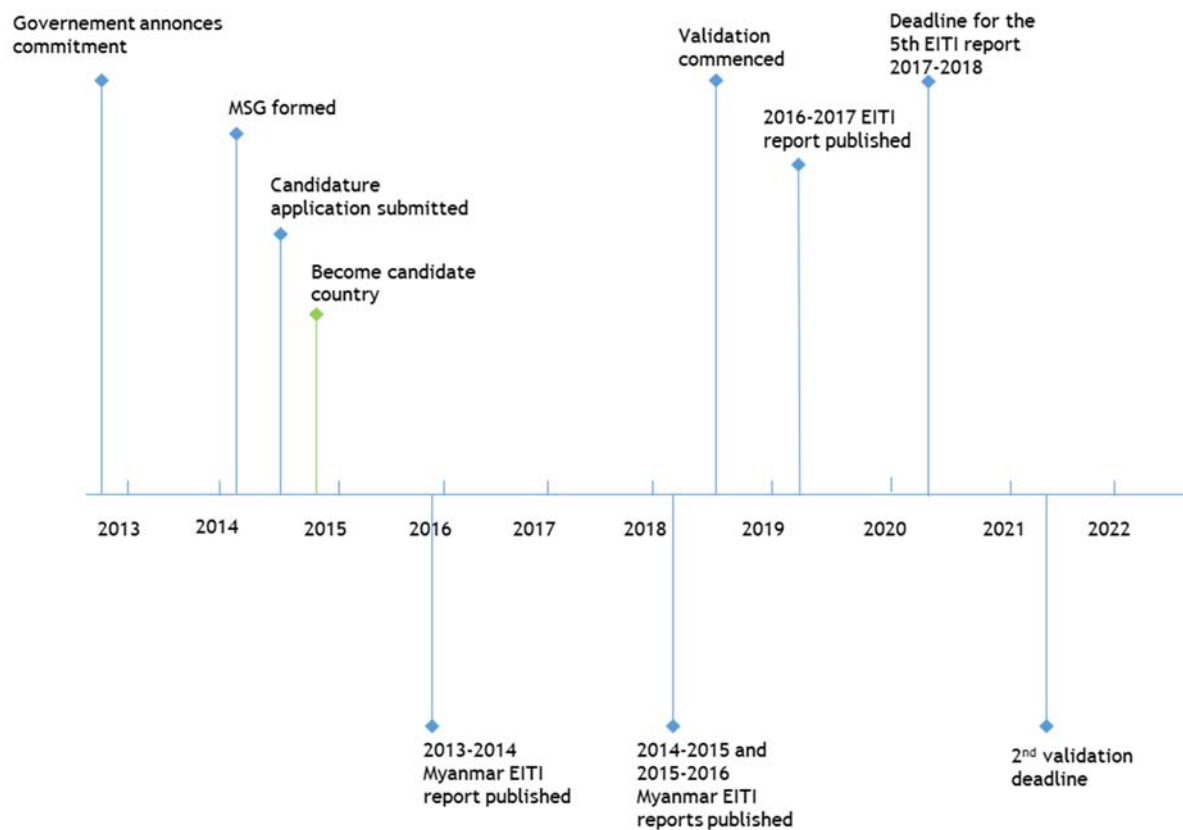 Governement annonces
commitment
MSG formed
Candidature
application submitted
Become candidate
country
Validation
commenced
2016-2017 EITI
report published
Deadline for the
5th EITI report
2017-2018
2013
2014
2015
2016
2017
2018
2019
2020
2021
2022
2013-2014
Myanmar EITI
report published
2014-2015 and
2015-2016
Myanmar EITI
reports published
2nd validation
deadline